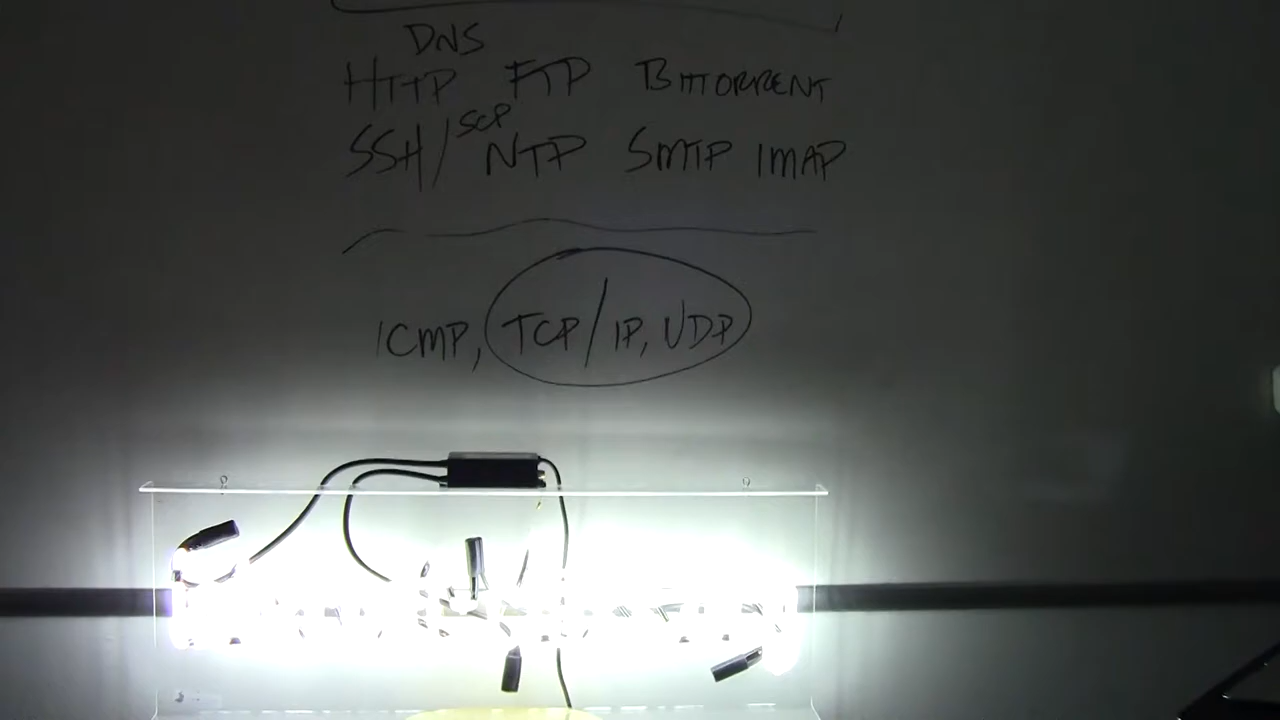 DNS
HTTP FTP BITTORRENT
SSH/SCP NTP SMTP IMAP
ICMP, TCP/IP, UDP